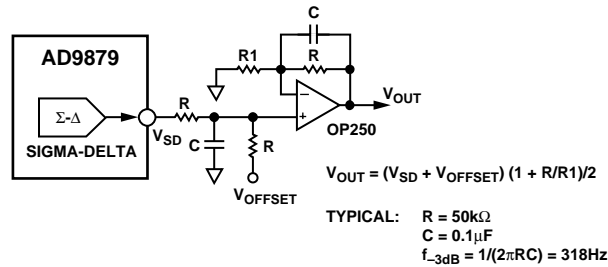 C
AD9879
R1
R
V_OUT
Σ-Δ
R
−
+
V_SD
OP250
SIGMA-DELTA
C
R
V_OFFSET
V_OUT = (V_SD + V_OFFSET) (1 + R/R1)/2
TYPICAL: R = 50kΩ
C = 0.1μF
f_–3dB = 1/(2πRC) = 318Hz